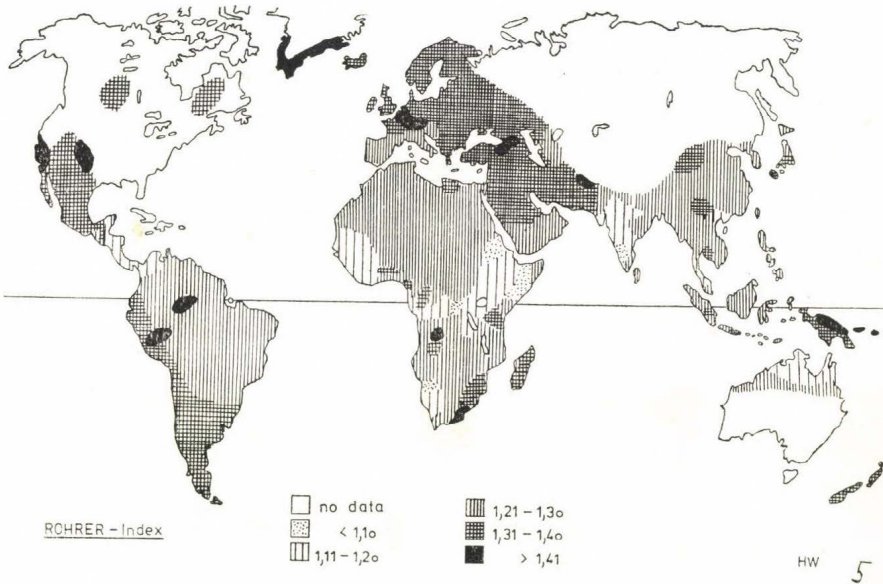 ROHRER - Index
no data
< 1,1o
1,11 - 1,2o
1,21 - 1,3o
1,31 - 1,4o
> 1,41
HW 5